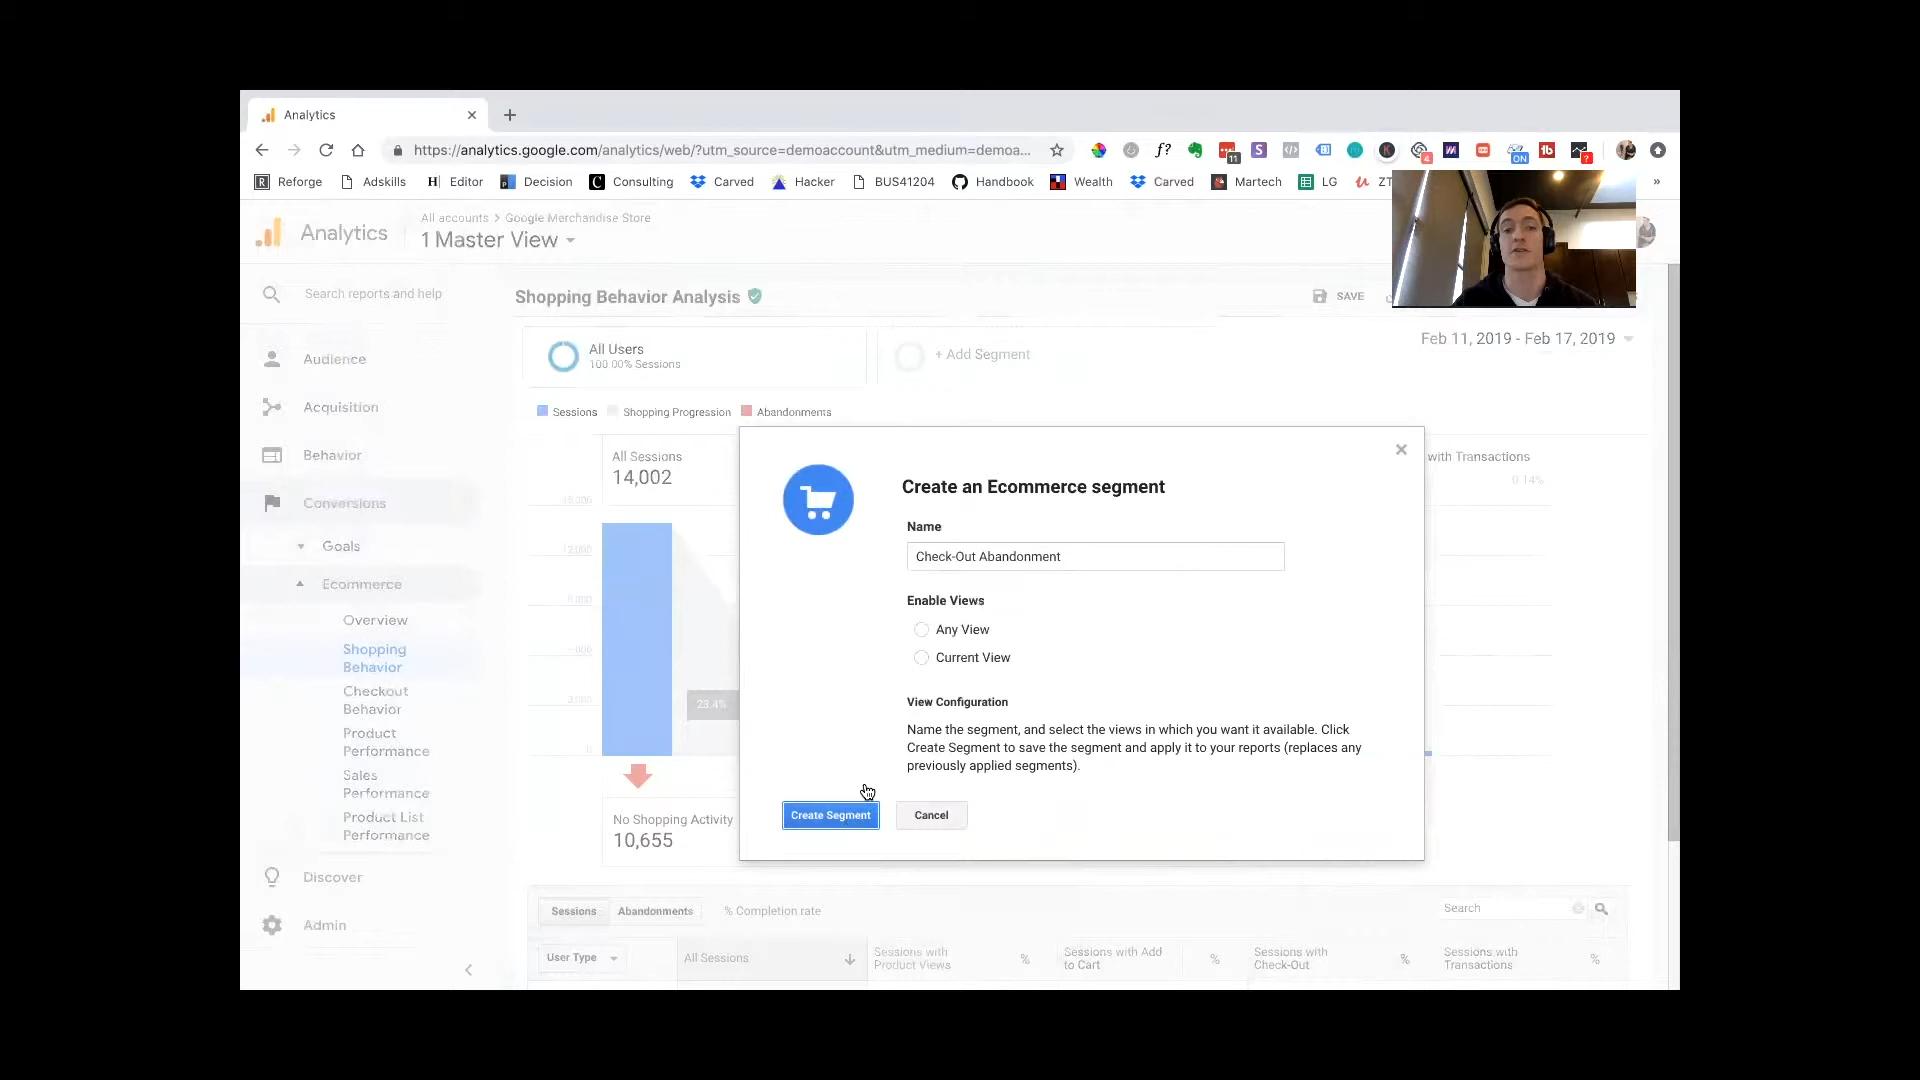 Analytics
https://analytics.google.com/analytics/web/?utm_source=demoaccount&utm_medium=demoa...
11
4
ON
?
Reforge
Adskills
Editor
Decision
Consulting
Carved
Hacker
BUS41204
Handbook
Wealth
Carved
Martech
LG
ZT
»
Analytics
All accounts > Google Merchandise Store
1 Master View
Search reports and help
Shopping Behavior Analysis
SAVE
Audience
Acquisition
Behavior
Conversions
Goals
Ecommerce
Overview
Shopping
Behavior
Checkout
Behavior
Product
Performance
Sales
Performance
Product List
Performance
Discover
Admin
All Users
100.00% Sessions
+ Add Segment
Feb 11, 2019 - Feb 17, 2019
Sessions
Shopping Progression
Abandonments
All Sessions
14,002
with Transactions
0.14%
23.4%
No Shopping Activity
10,655
Create an Ecommerce segment
Name
Check-Out Abandonment
Enable Views
Any View
Current View
View Configuration
Name the segment, and select the views in which you want it available. Click
Create Segment to save the segment and apply it to your reports (replaces any
previously applied segments).
Create Segment
Cancel
Sessions
Abandonments
% Completion rate
Search
User Type
All Sessions
Sessions with
Product Views
%
Sessions with Add
to Cart
%
Sessions with
Check-Out
%
Sessions with
Transactions
%